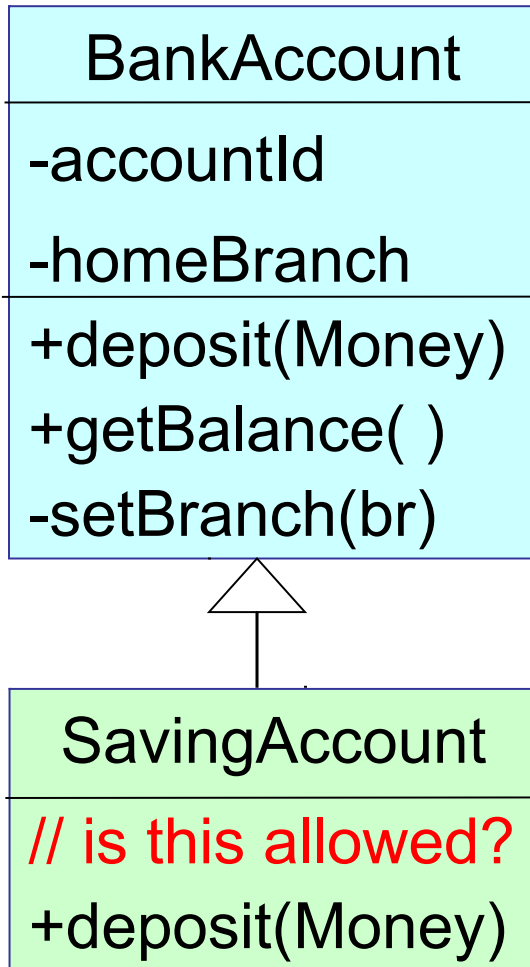 BankAccount
-accountId
-homeBranch
+deposit(Money)
+getBalance( )
-setBranch(br)
SavingAccount
// is this allowed?
+deposit(Money)